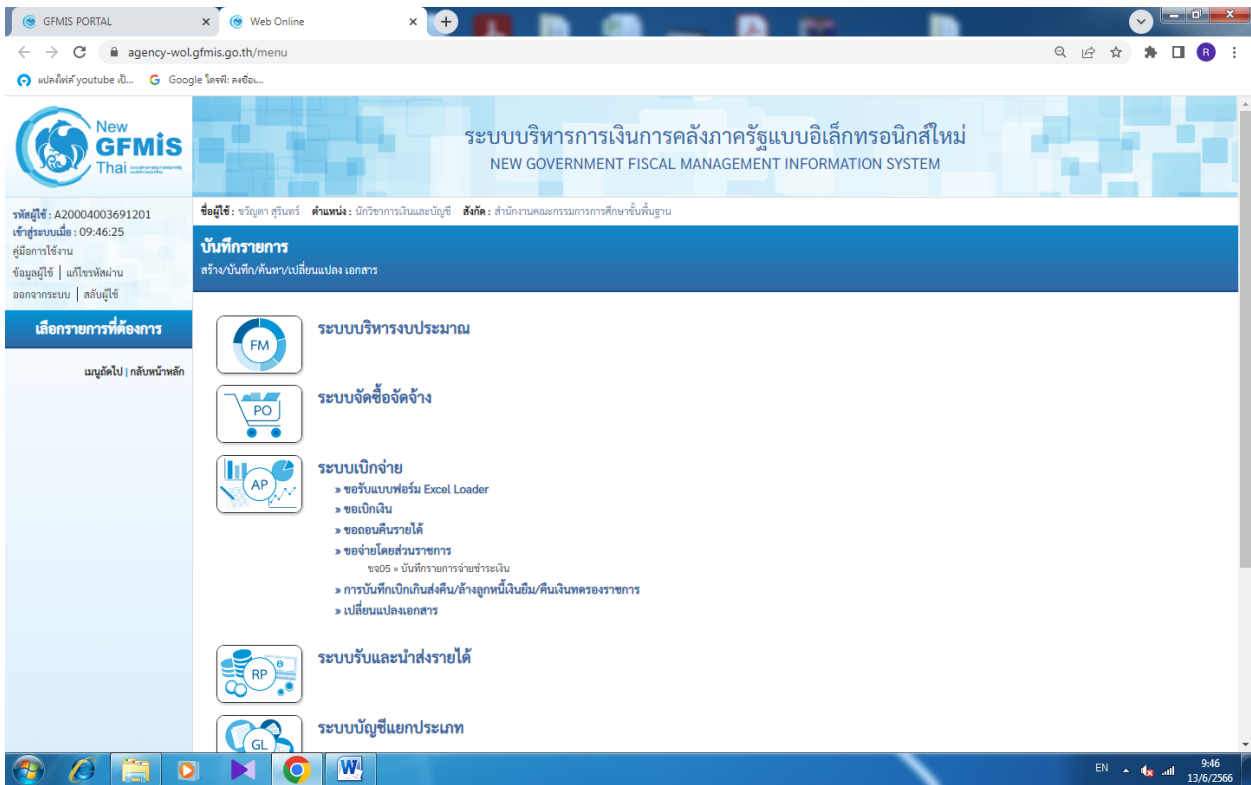 GFMIS PORTAL
Web Online
agency-wol.gfmis.go.th/menu
R
แปลงไฟล์ youtube เป็...
Google ไดรฟ์: ลงชื่อเ...
New
GFMiS
Thai
ระบบบริหารการเงินการคลังภาครัฐแบบอิเล็กทรอนิกส์ใหม่
NEW GOVERNMENT FISCAL MANAGEMENT INFORMATION SYSTEM
รหัสผู้ใช้ : A20004003691201
เข้าสู่ระบบเมื่อ : 09:46:25
คู่มือการใช้งาน
ข้อมูลผู้ใช้ | แก้ไขรหัสผ่าน
ออกจากระบบ | สลับผู้ใช้
เลือกรายการที่ต้องการ
เมนูถัดไป | กลับหน้าหลัก
ชื่อผู้ใช้ : ขวัญตา สุรินทร์ ตำแหน่ง : นักวิชาการเงินและบัญชี สังกัด : สำนักงานคณะกรรมการการศึกษาขั้นพื้นฐาน
บันทึกรายการ
สร้าง/บันทึก/ค้นหา/เปลี่ยนแปลง เอกสาร
FM
ระบบบริหารงบประมาณ
PO
ระบบจัดซื้อจัดจ้าง
AP
ระบบเบิกจ่าย
» ขอรับแบบฟอร์ม Excel Loader
» ขอเบิกเงิน
» ขอถอนคืนรายได้
» ขอจ่ายโดยส่วนราชการ
ขจ05 » บันทึกรายการจ่ายชำระเงิน
» การบันทึกเบิกเกินส่งคืน/ล้างลูกหนี้เงินยืม/คืนเงินทดรองราชการ
» เปลี่ยนแปลงเอกสาร
RP
ระบบรับและนำส่งรายได้
GL
ระบบบัญชีแยกประเภท
EN
9:46
13/6/2566